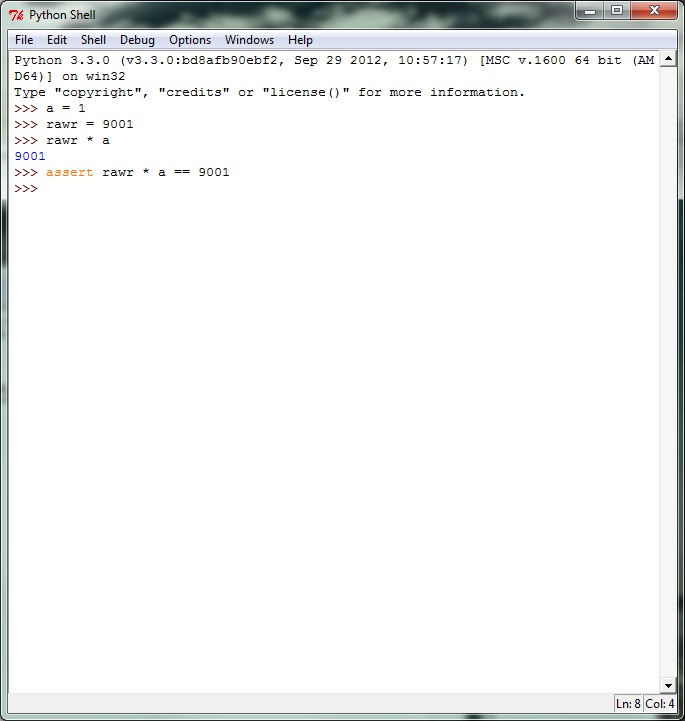 Python Shell
File Edit Shell Debug Options Windows Help
Python 3.3.0 (v3.3.0:bd8afb90ebf2, Sep 29 2012, 10:57:17) [MSC v.1600 64 bit (AM
D64)] on win32
Type "copyright", "credits" or "license()" for more information.
>>> a = 1
>>> rawr = 9001
>>> rawr * a
9001
>>> assert rawr * a == 9001
>>>
Ln: 8 Col: 4